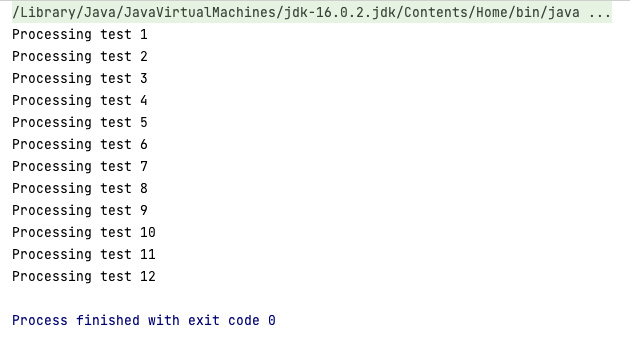 /Library/Java/JavaVirtualMachines/jdk-16.0.2.jdk/Contents/Home/bin/java ...
Processing test 1
Processing test 2
Processing test 3
Processing test 4
Processing test 5
Processing test 6
Processing test 7
Processing test 8
Processing test 9
Processing test 10
Processing test 11
Processing test 12
Process finished with exit code 0